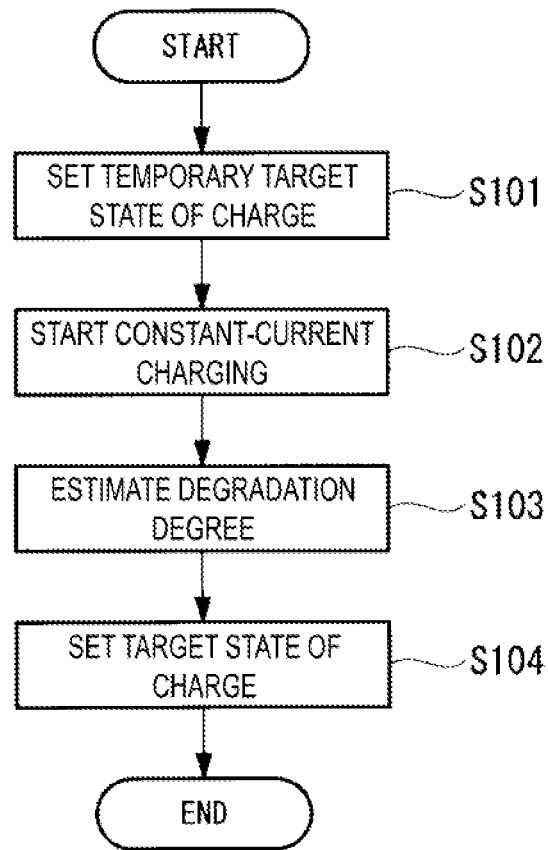 START
SET TEMPORARY TARGET
STATE OF CHARGE
S101
START CONSTANT-CURRENT
CHARGING
S102
ESTIMATE DEGRADATION
DEGREE
S103
SET TARGET STATE OF
CHARGE
S104
END